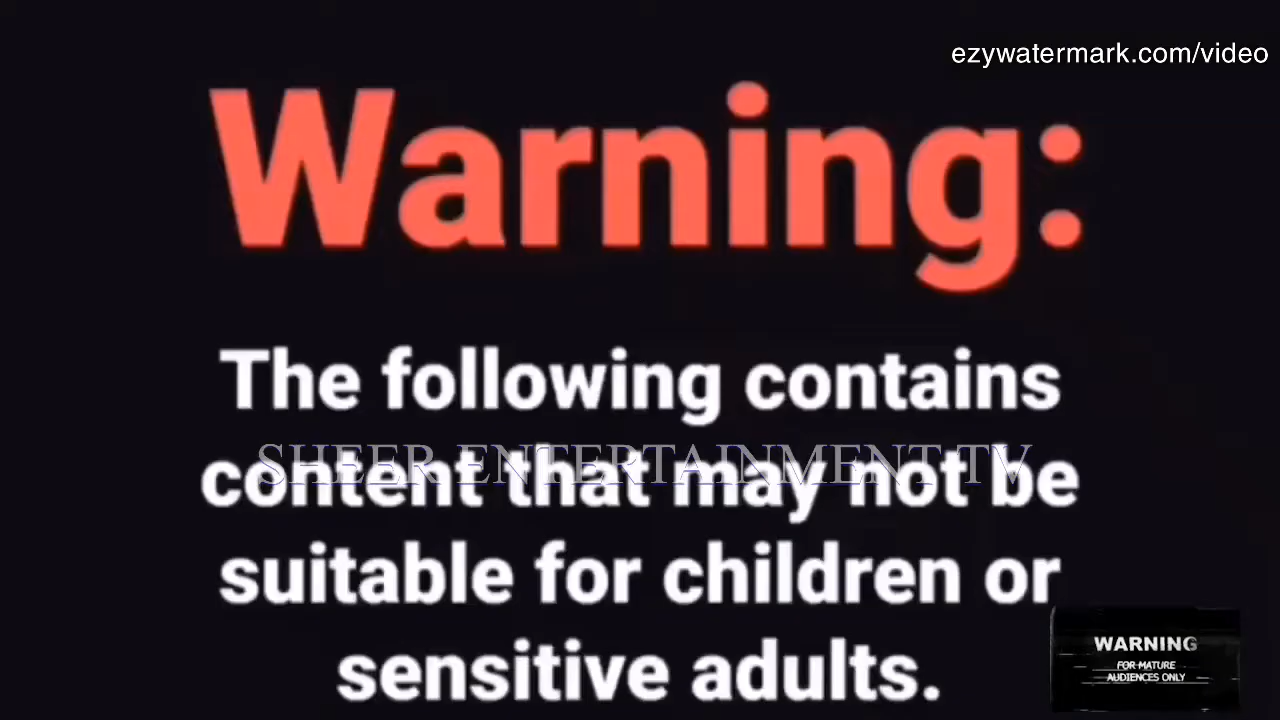 ezywatermark.com/video
Warning:
The following contains
SHEER ENTERTAINMENT TV
content that may not be
suitable for children or
sensitive adults.
WARNING
FOR MATURE
AUDIENCES ONLY